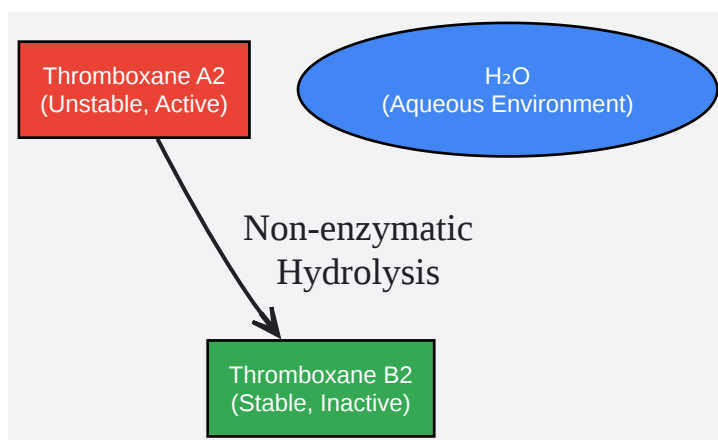 Thromboxane A2
(Unstable, Active)
H₂O
(Aqueous Environment)
Non-enzymatic
Hydrolysis
Thromboxane B2
(Stable, Inactive)